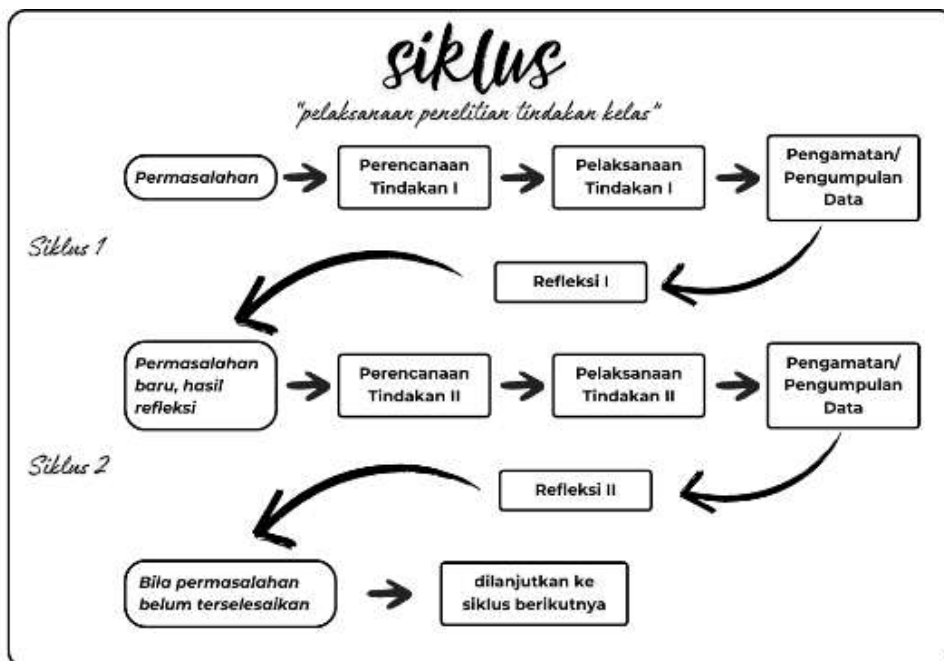 siklus
"pelaksanaan penelitian tindakan kelas"
Permasalahan
Perencanaan
Tindakan I
Pelaksanaan
Tindakan I
Pengamatan/
Pengumpulan
Data
Siklus 1
Refleksi I
Permasalahan
baru, hasil
refleksi
Perencanaan
Tindakan II
Pelaksanaan
Tindakan II
Pengamatan/
Pengumpulan
Data
Siklus 2
Refleksi II
Bila permasalahan
belum terselesaikan
dilanjutkan ke
siklus berikutnya